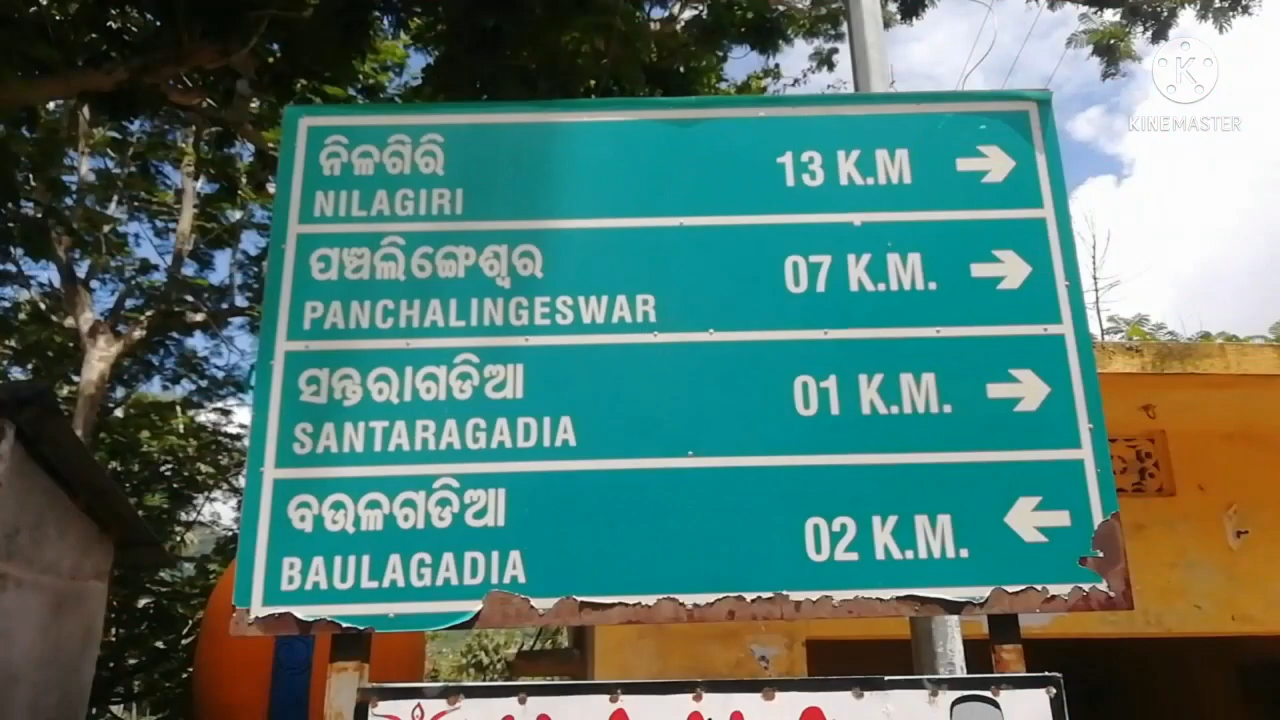 ନିଳଗିରି
NILAGIRI 13 K.M
ପଞ୍ଚଲିଙ୍ଗେଶ୍ୱର
PANCHALINGESWAR 07 K.M.
ସନ୍ତରାଗଡିଆ
SANTARAGADIA 01 K.M.
ବଉଳଗଡିଆ
BAULAGADIA 02 K.M.
K
KINEMASTER